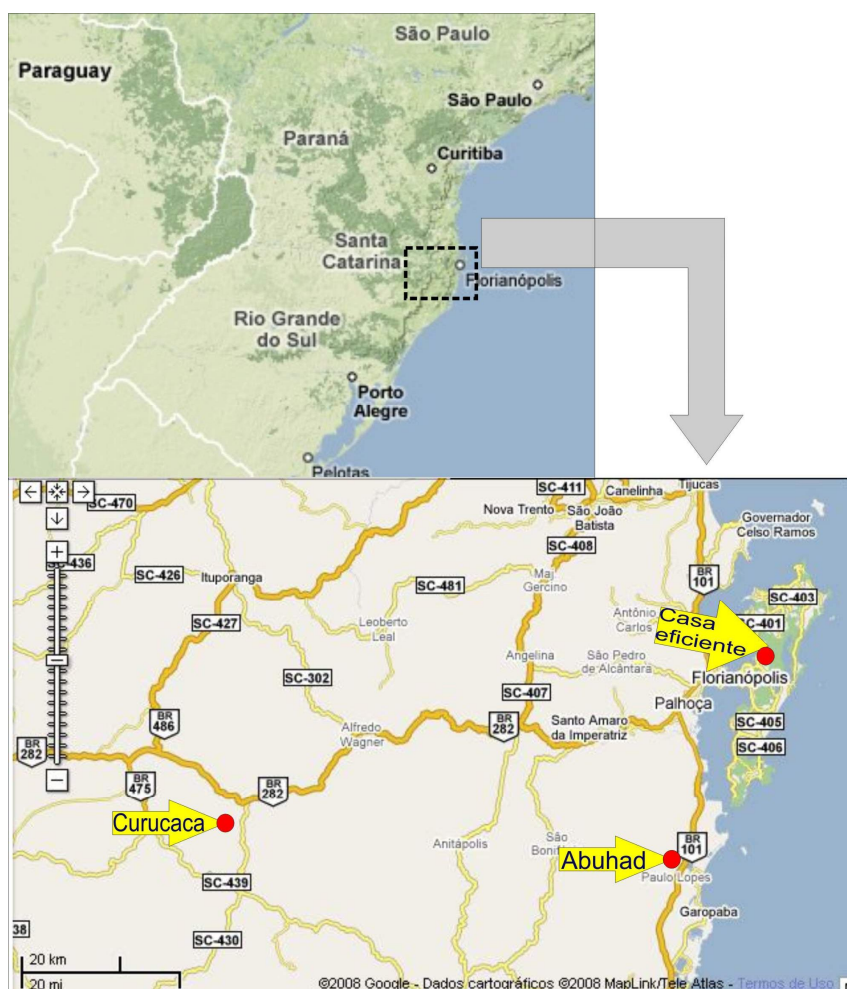 São Paulo
Paraguay
São Paulo
Paraná
Curitiba
Santa
Catarina
Florianópolis
Rio Grande
do Sul
Porto
Alegre
Pelotas
SC-470
SC-411
Canelinha
Tijucas
Nova Trento
São João
Batista
Governador
Celso Ramos
SC-408
436
SC-426
Ituporanga
SC-481
Maj.
Gercino
BR
101
SC-403
SC-427
Leoberto
Leal
Antônio
Carlos
SC-401
Casa
eficiente
Angelina
São Pedro
de Alcântara
SC-302
SC-407
Florianópolis
Palhoça
BR
486
Alfredo
Wagner
BR
282
Santo Amaro
da Imperatriz
SC-405
SC-406
BR
282
BR
475
BR
282
Curucaca
Anitápolis
São
Abuhad
BR
101
Paulo Lopes
SC-439
Garopaba
38
SC-430
20 km
20 mi
©2008 Google - Dados cartográficos ©2008 MapLink/Tele Atlas - Termos de Uso